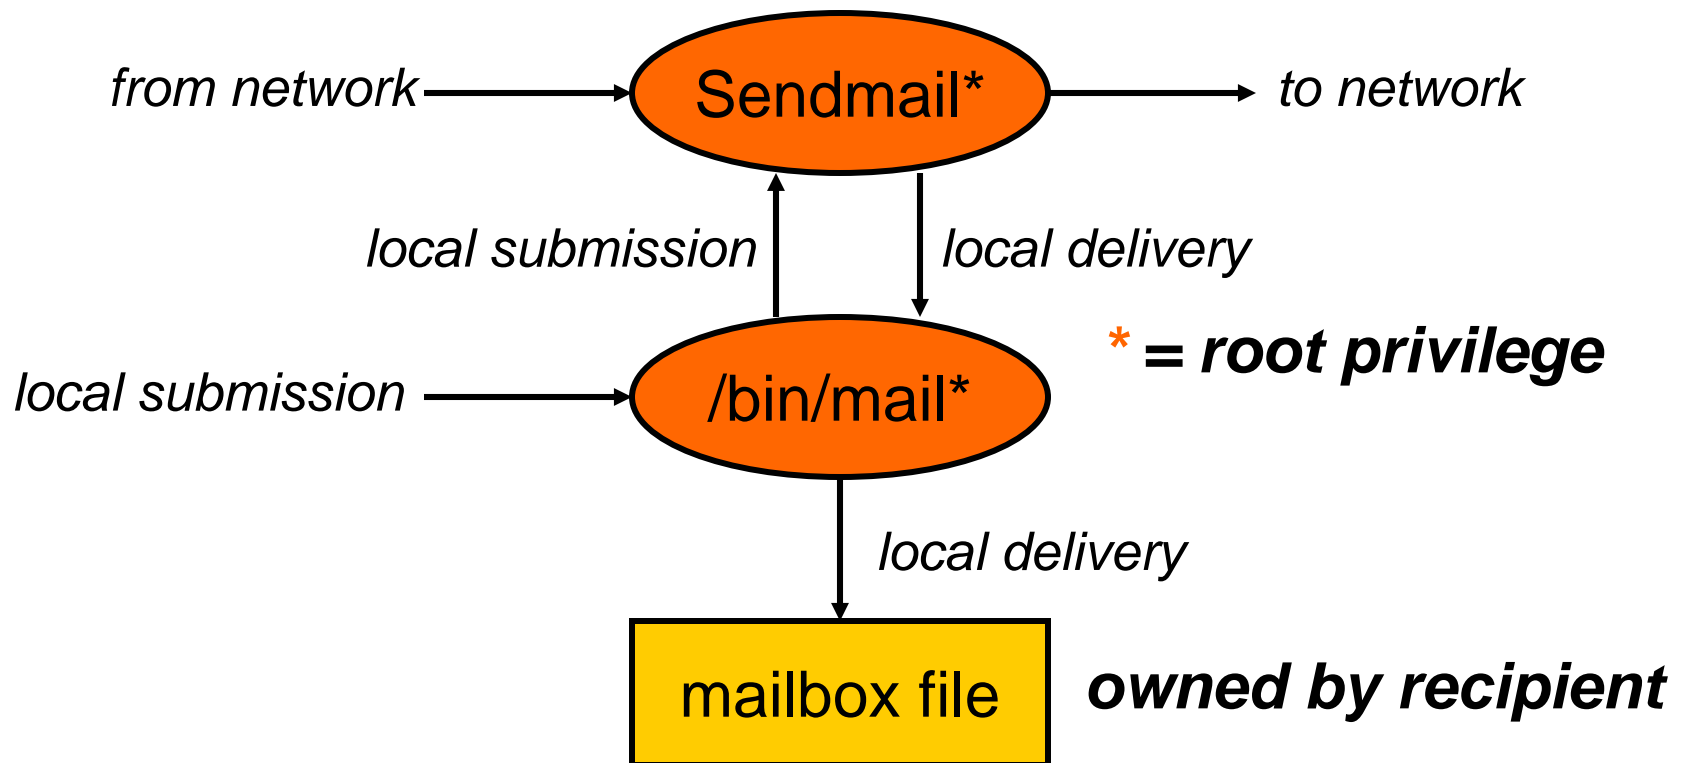 from network
Sendmail*
to network
local submission
local delivery
* = root privilege
local submission
/bin/mail*
local delivery
mailbox file
owned by recipient